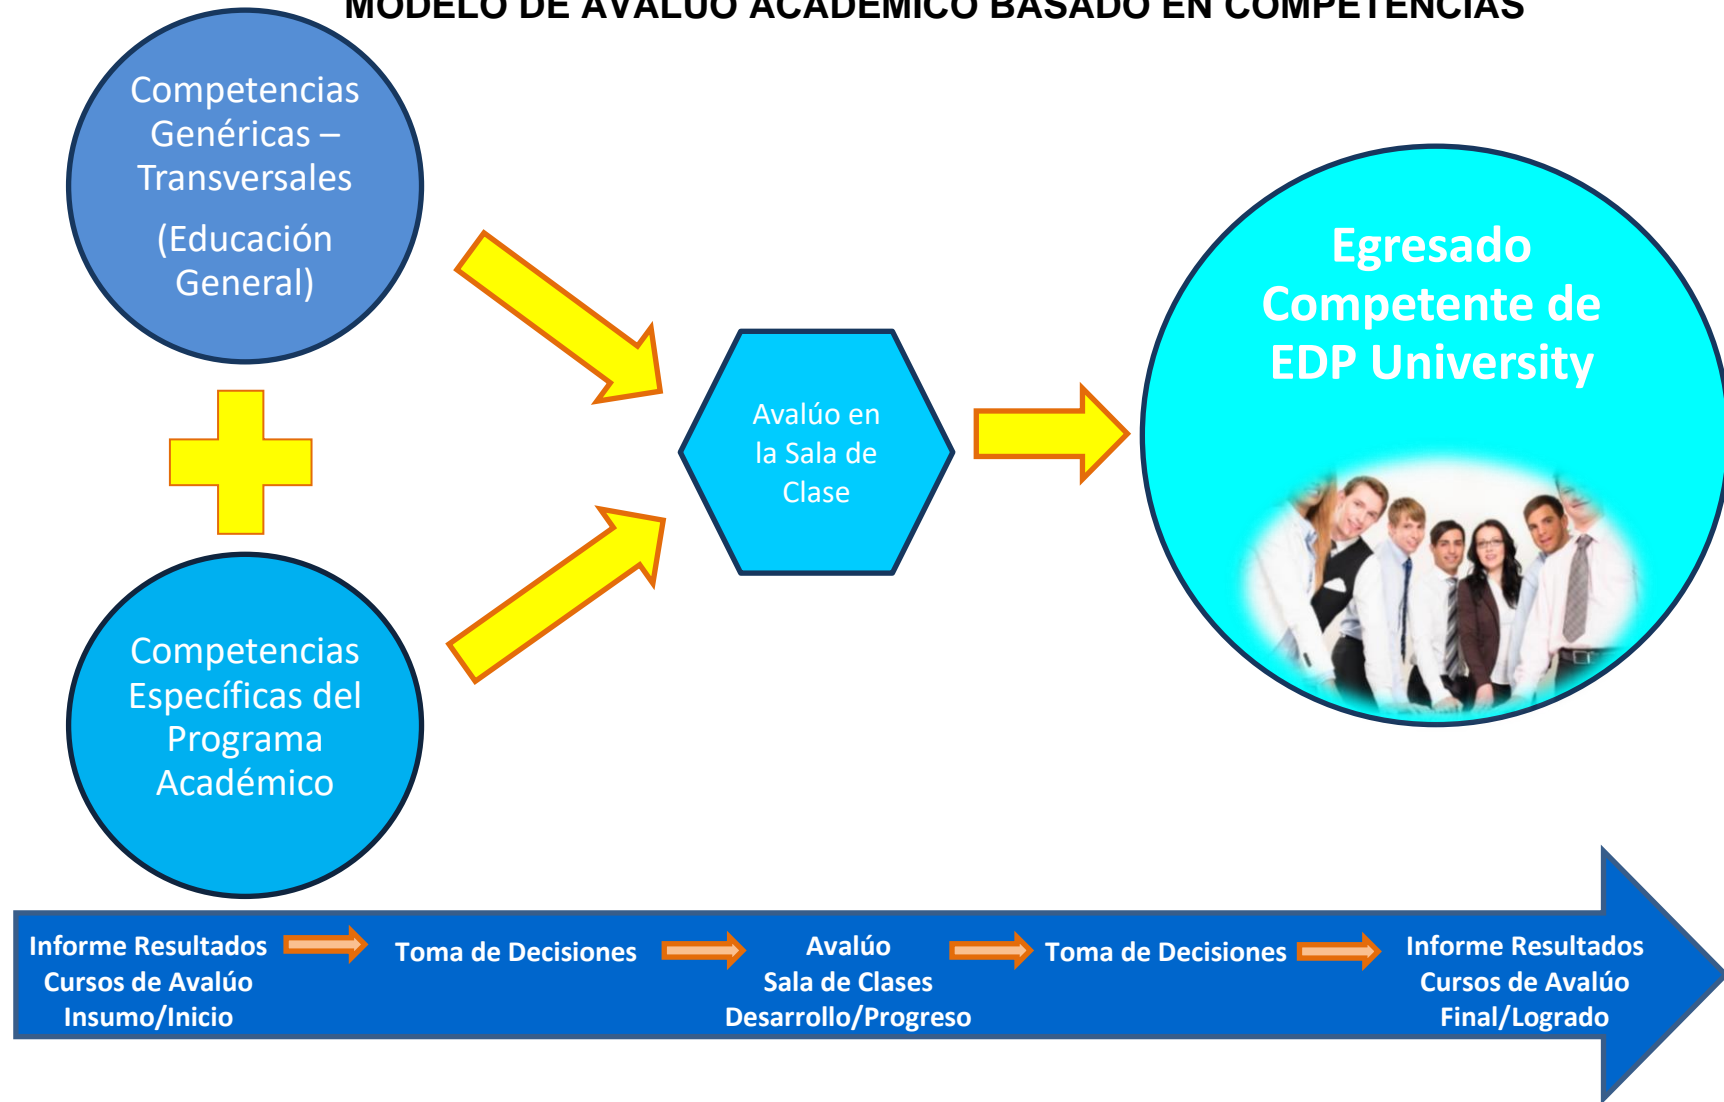 MODELO DE AVALÚO ACADÉMICO BASADO EN COMPETENCIAS
Competencias
Genéricas –
Transversales
(Educación
General)
Competencias
Específicas del
Programa
Académico
Avalúo en
la Sala de
Clase
Egresado
Competente de
EDP University
Informe Resultados
Cursos de Avalúo
Insumo/Inicio
Toma de Decisiones
Avalúo
Sala de Clases
Desarrollo/Progreso
Toma de Decisiones
Informe Resultados
Cursos de Avalúo
Final/Logrado